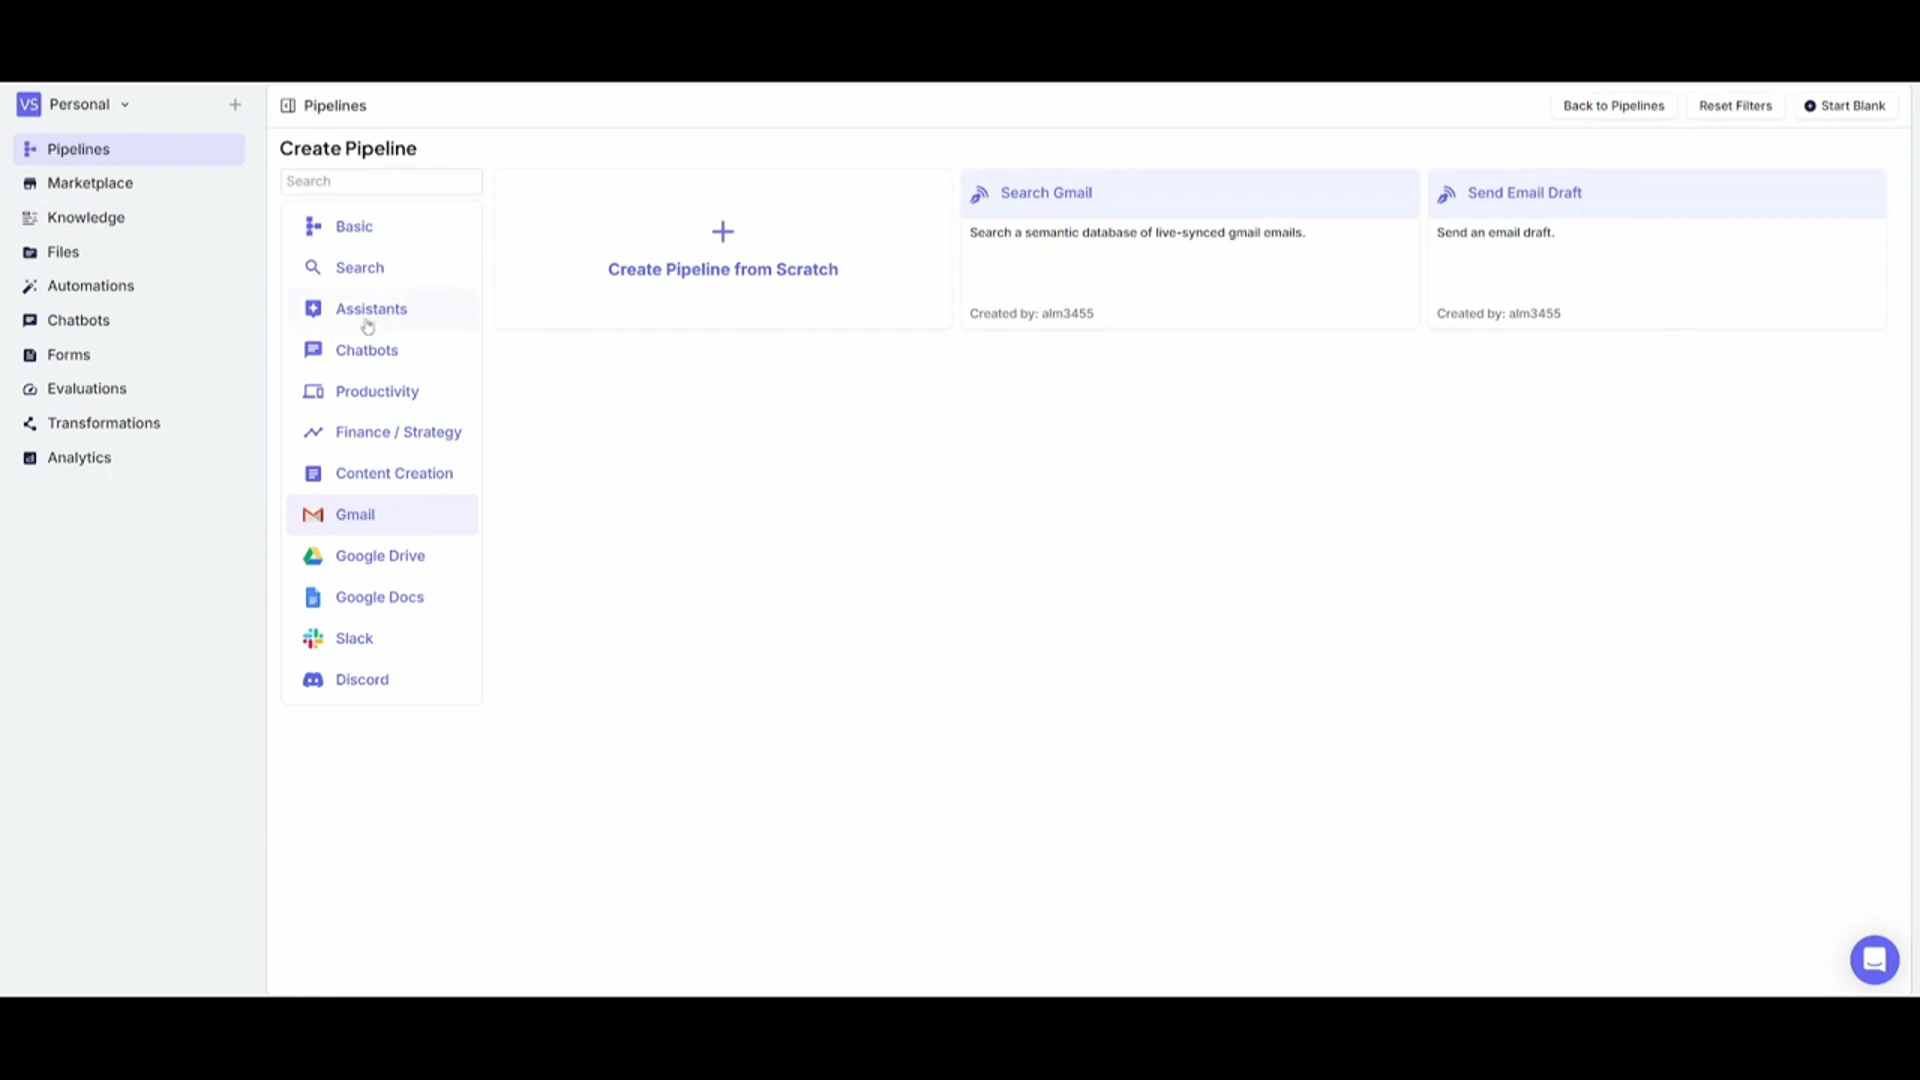 VS Personal
Pipelines
Marketplace
Knowledge
Files
Automations
Chatbots
Forms
Evaluations
Transformations
Analytics
Pipelines
Back to Pipelines
Reset Filters
Start Blank
Create Pipeline
Search
Basic
Search
Assistants
Chatbots
Productivity
Finance / Strategy
Content Creation
Gmail
Google Drive
Google Docs
Slack
Discord
Create Pipeline from Scratch
Search Gmail
Search a semantic database of live-synced gmail emails.
Created by: alm3455
Send Email Draft
Send an email draft.
Created by: alm3455